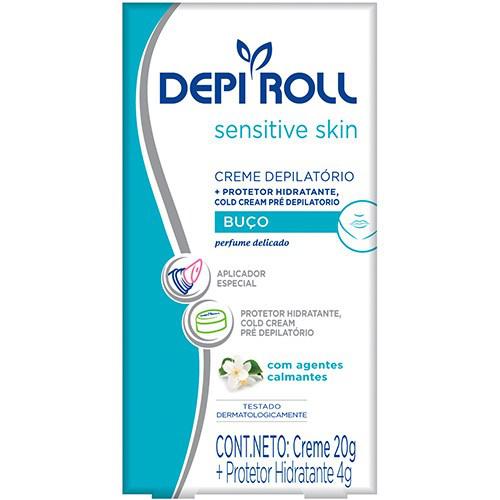 DEPI ROLL
sensitive skin
CREME DEPILATÓRIO
+ PROTETOR HIDRATANTE,
COLD CREAM PRÉ DEPILATORIO
BUÇO
perfume delicado
APLICADOR
ESPECIAL
PROTETOR HIDRATANTE,
COLD CREAM
PRÉ DEPILATÓRIO
com agentes
calmantes
TESTADO
DERMATOLOGICAMENTE
CONT.NETO: Creme 20g
+ Protetor Hidratante 4g